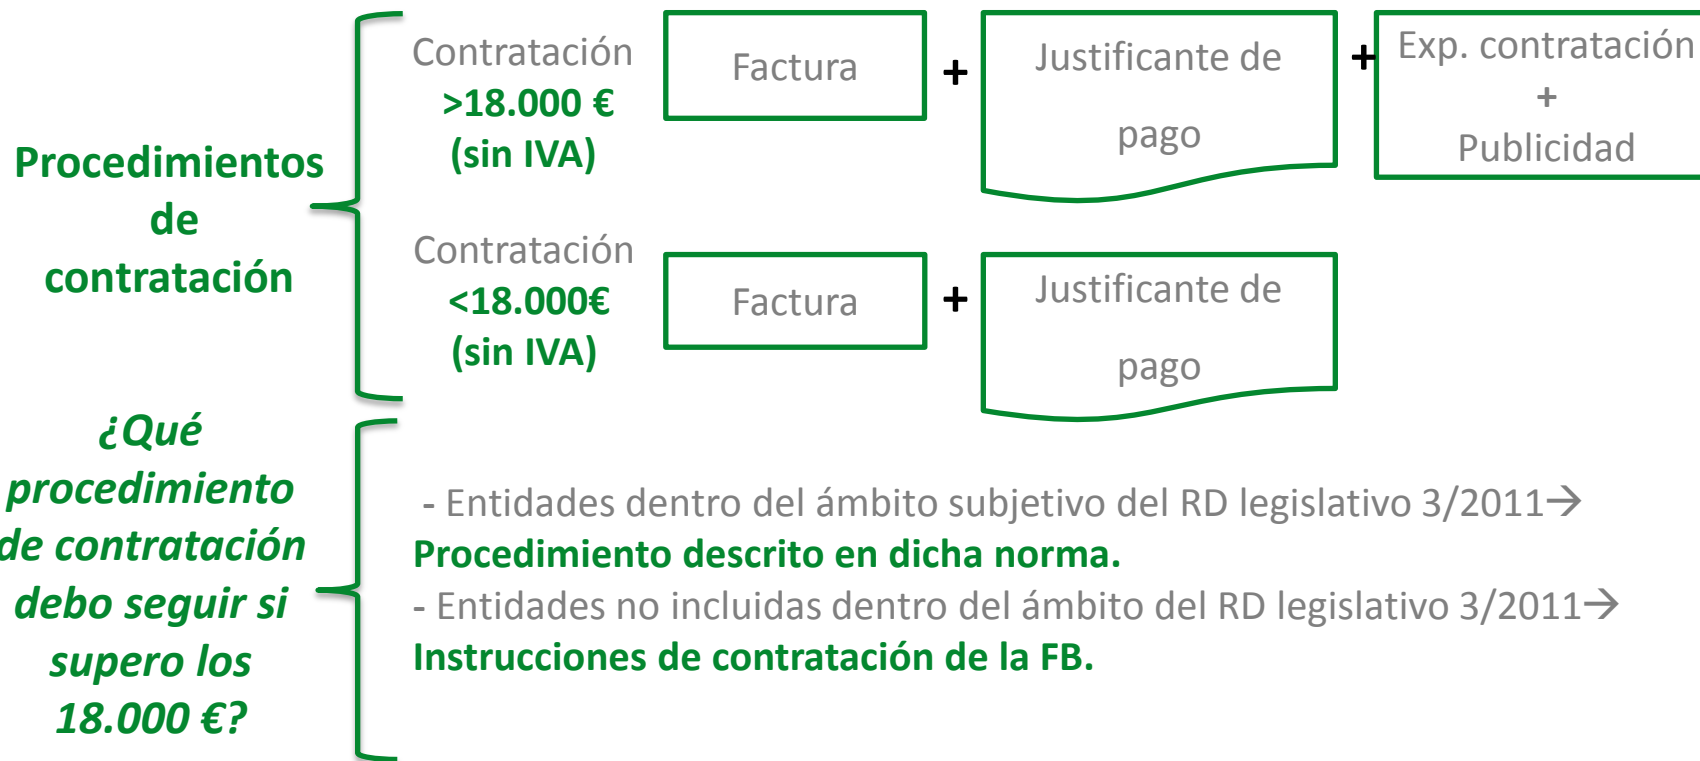 Procedimientos
de
contratación
Contratación
>18.000 €
(sin IVA)
Factura
+
Justificante de
pago
+
Exp. contratación
+
Publicidad
Contratación
<18.000€
(sin IVA)
Factura
+
Justificante de
pago
¿Qué
procedimiento
de contratación
debo seguir si
supero los
18.000 €?
- Entidades dentro del ámbito subjetivo del RD legislativo 3/2011→
Procedimiento descrito en dicha norma.
- Entidades no incluidas dentro del ámbito del RD legislativo 3/2011→
Instrucciones de contratación de la FB.